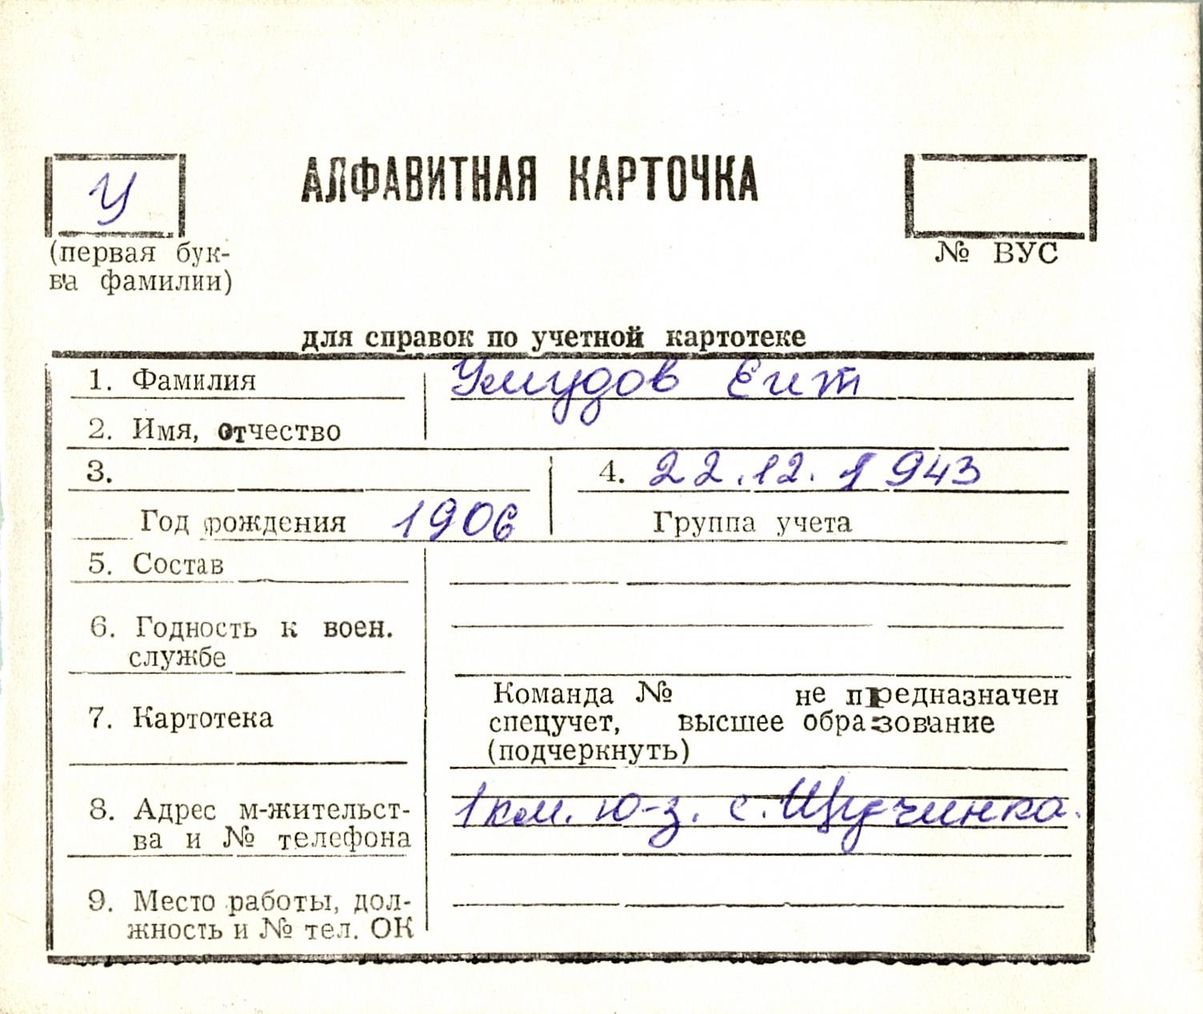 У
АЛФАВИТНАЯ КАРТОЧКА
(первая бук-
ва фамилии)
№ ВУС
для справок по учетной картотеке
1. Фамилия
Умудов Егит
2. Имя, отчество
3.
4. 22.12.1943
Год рождения 1906
Группа учета
5. Состав
6. Годность к воен.
службе
7. Картотека
Команда № не предназначен
спецучет, высшее образование
(подчеркнуть)
8. Адрес м-жительст-
ва и № телефона
1 км. ю-з. с. Щучинка.
9. Место работы, дол-
жность и № тел. ОК